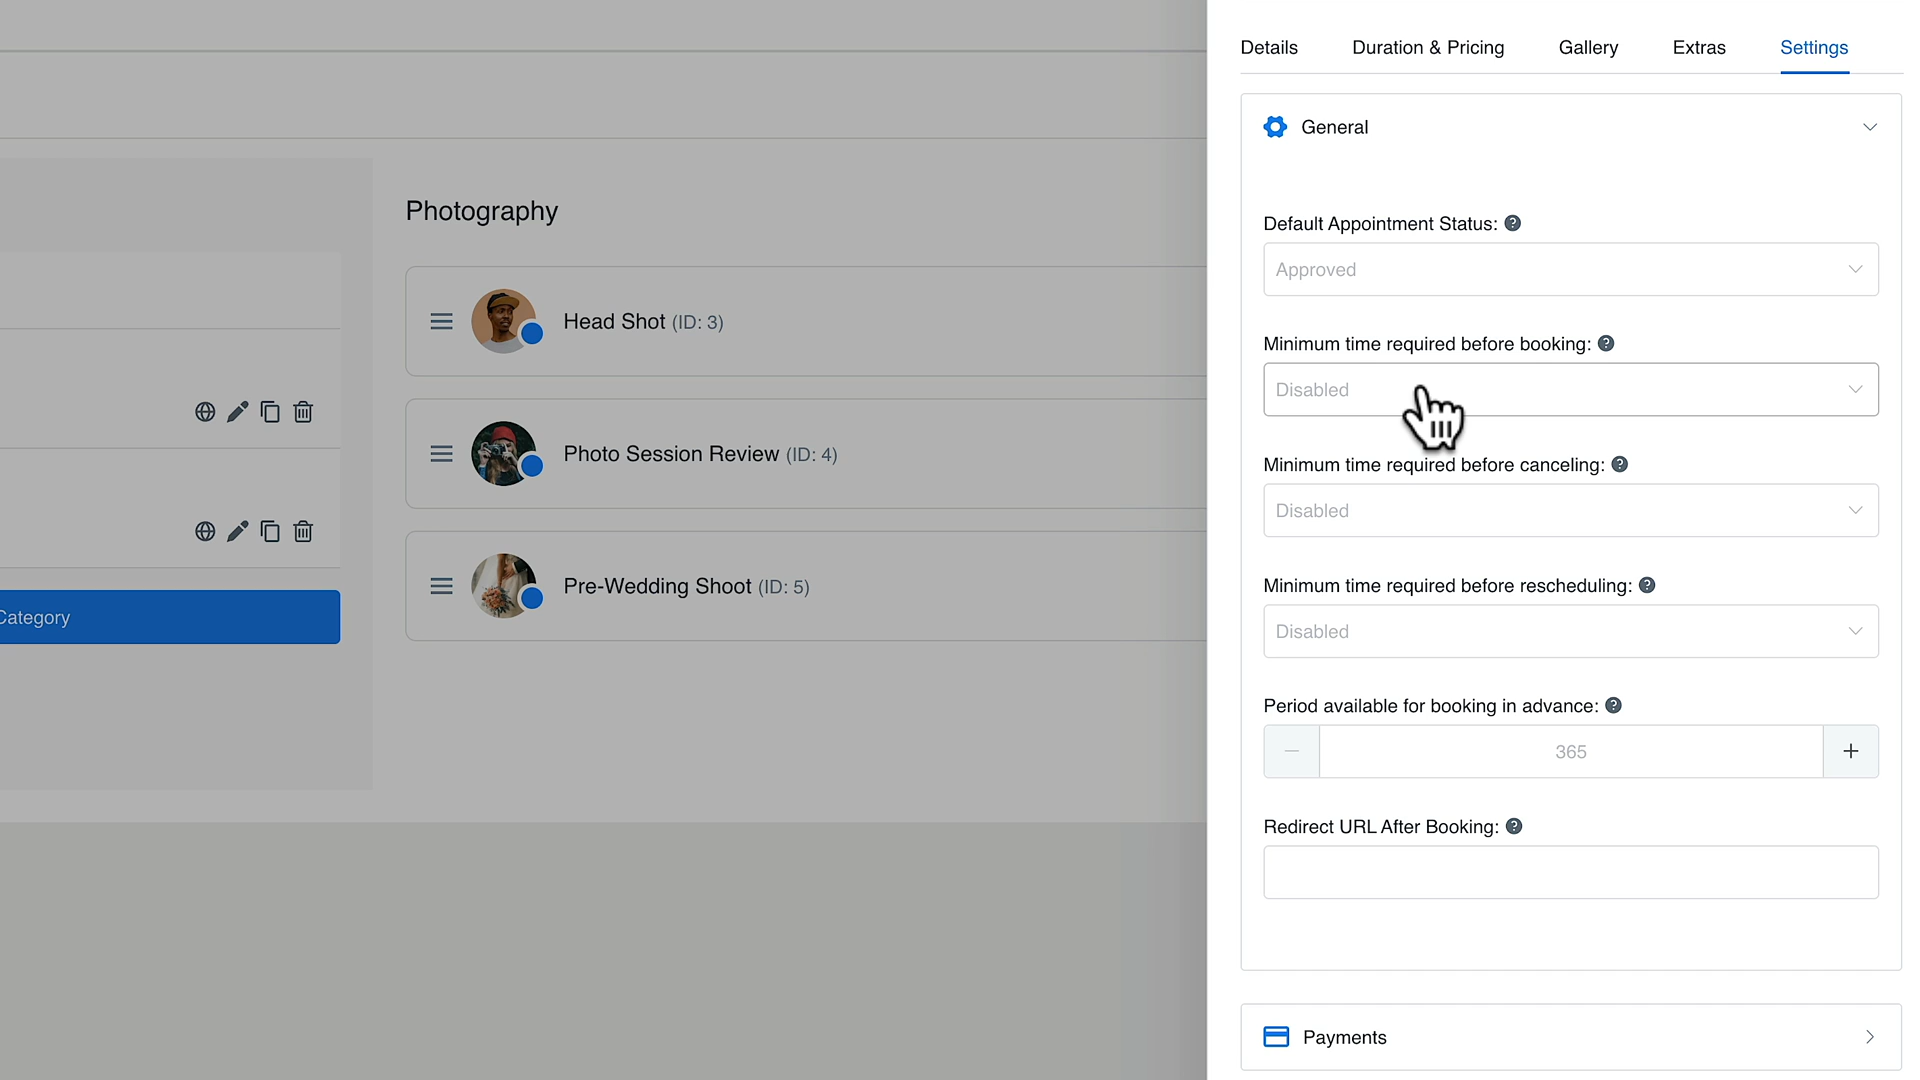 Category
Photography
Head Shot (ID: 3)
Photo Session Review (ID: 4)
Pre-Wedding Shoot (ID: 5)
Details Duration & Pricing Gallery Extras Settings
General
Default Appointment Status: ?
Approved
Minimum time required before booking: ?
Disabled
Minimum time required before canceling: ?
Disabled
Minimum time required before rescheduling: ?
Disabled
Period available for booking in advance: ?
− 365 +
Redirect URL After Booking: ?
Payments